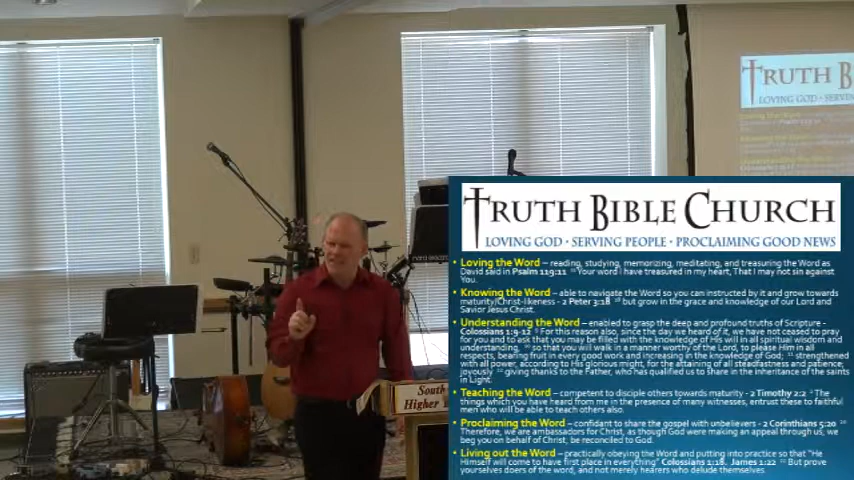 TRUTH B
LOVING GOD · SERVING
TRUTH BIBLE CHURCH
LOVING GOD · SERVING PEOPLE · PROCLAIMING GOOD NEWS
• Loving the Word – reading, studying, memorizing, meditating, and treasuring the Word as
David said in Psalm 119:11 11 Your word I have treasured in my heart, That I may not sin against
You.
• Knowing the Word – able to navigate the Word so you can instructed by it and grow towards
maturity/Christ-likeness - 2 Peter 3:18 18 but grow in the grace and knowledge of our Lord and
Savior Jesus Christ.
• Understanding the Word – enabled to grasp the deep and profound truths of Scripture -
Colossians 1:9-12 9 For this reason also, since the day we heard of it, we have not ceased to pray
for you and to ask that you may be filled with the knowledge of His will in all spiritual wisdom and
understanding, 10 so that you will walk in a manner worthy of the Lord, to please Him in all
respects, bearing fruit in every good work and increasing in the knowledge of God; 11 strengthened
with all power, according to His glorious might, for the attaining of all steadfastness and patience;
joyously 12 giving thanks to the Father, who has qualified us to share in the inheritance of the saints
in Light.
• Teaching the Word – competent to disciple others towards maturity - 2 Timothy 2:2 2 The
things which you have heard from me in the presence of many witnesses, entrust these to faithful
men who will be able to teach others also.
• Proclaiming the Word – confidant to share the gospel with unbelievers - 2 Corinthians 5:20 20
Therefore, we are ambassadors for Christ, as though God were making an appeal through us; we
beg you on behalf of Christ, be reconciled to God.
• Living out the Word – practically obeying the Word and putting into practice so that "He
Himself will come to have first place in everything" Colossians 1:18. James 1:22 22 But prove
yourselves doers of the word, and not merely hearers who delude themselves.
South
Higher